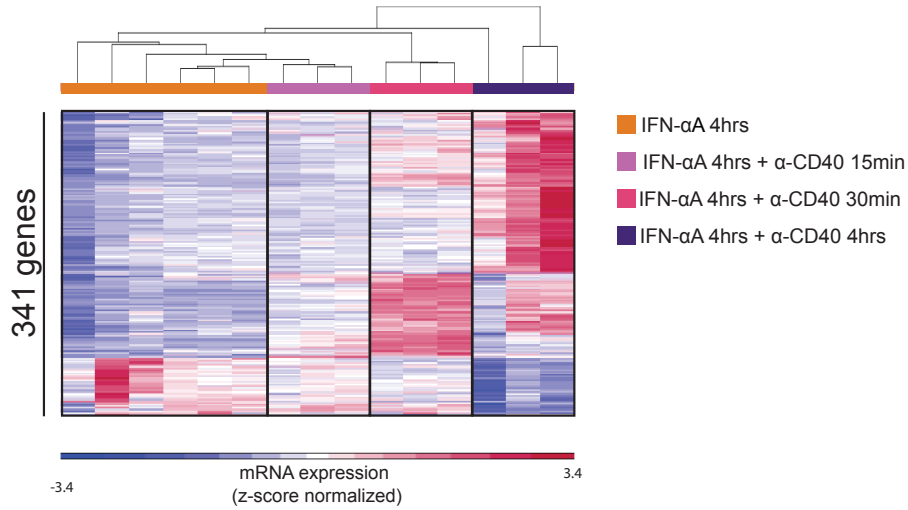 341 genes
IFN-αA 4hrs
IFN-αA 4hrs + α-CD40 15min
IFN-αA 4hrs + α-CD40 30min
IFN-αA 4hrs + α-CD40 4hrs
-3.4
mRNA expression
3.4
(z-score normalized)